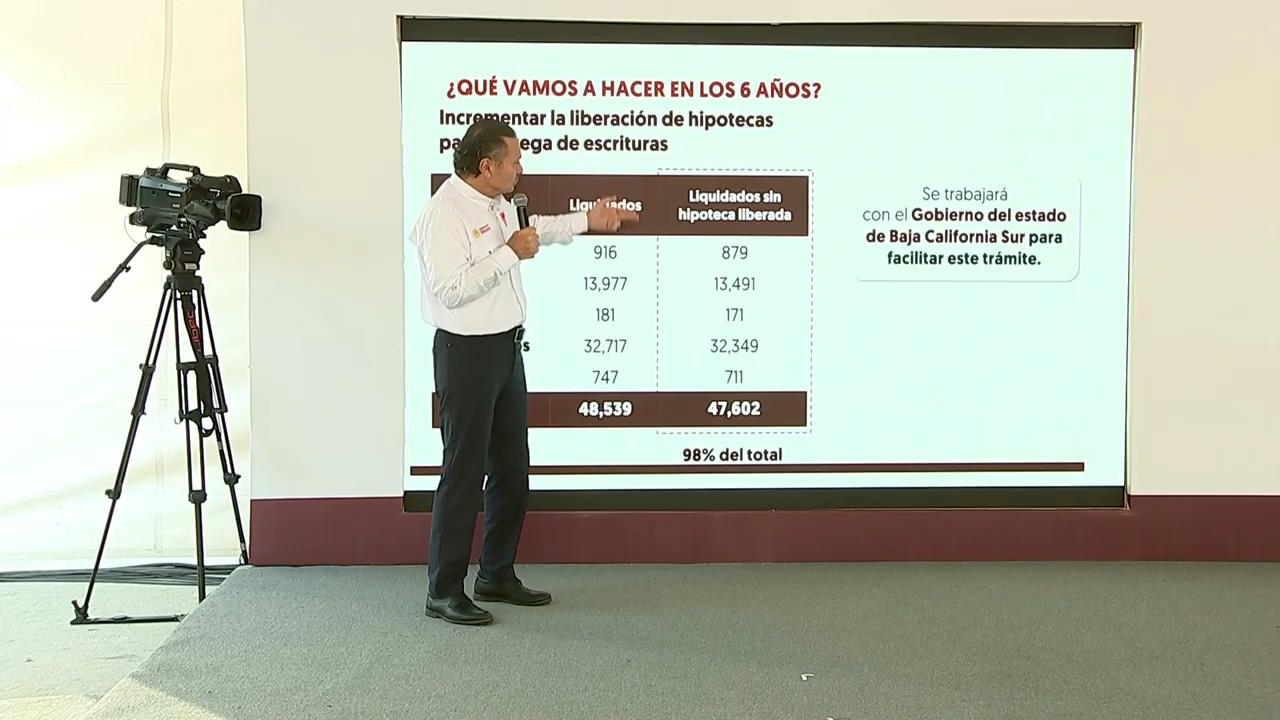 ¿QUÉ VAMOS A HACER EN LOS 6 AÑOS?
Incrementar la liberación de hipotecas
de escrituras
Liquidados sin
hipoteca liberada
916 879
13,977 13,491
181 171
32,717 32,349
747 711
48,539 47,602
98% del total
Se trabajará
con el Gobierno del estado
de Baja California Sur para
facilitar este trámite.